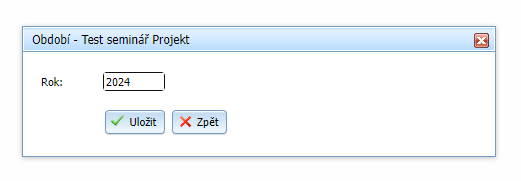 Období - Test seminář Projekt
Rok: 2024
Uložit Zpět